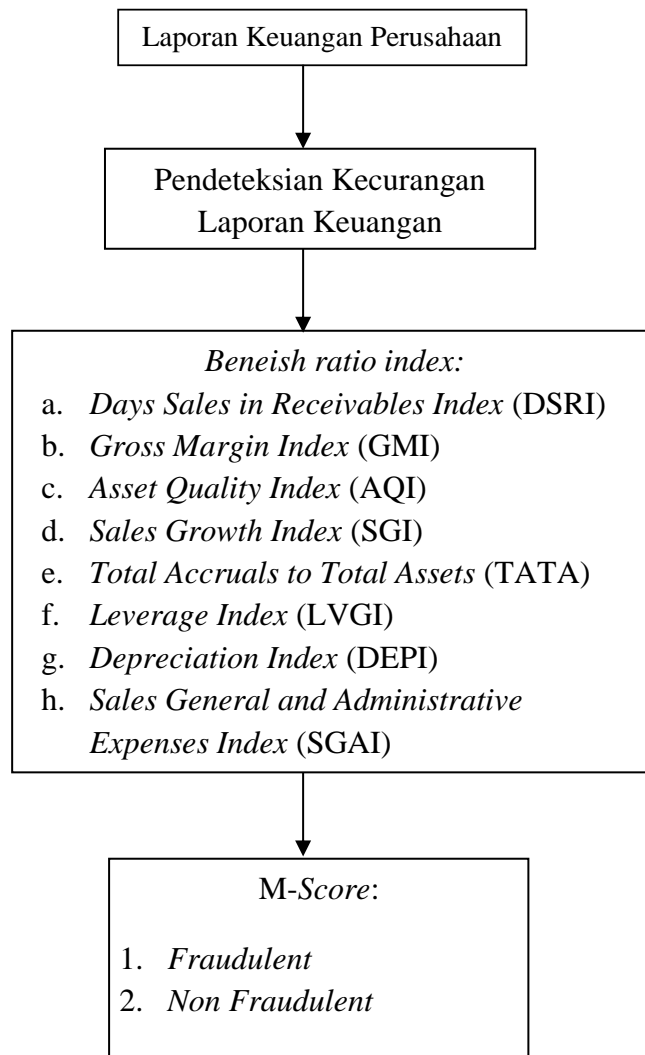 Laporan Keuangan Perusahaan
Pendeteksian Kecurangan
Laporan Keuangan
Beneish ratio index:
a. Days Sales in Receivables Index (DSRI)
b. Gross Margin Index (GMI)
c. Asset Quality Index (AQI)
d. Sales Growth Index (SGI)
e. Total Accruals to Total Assets (TATA)
f. Leverage Index (LVGI)
g. Depreciation Index (DEPI)
h. Sales General and Administrative
Expenses Index (SGAI)
M-Score:
1. Fraudulent
2. Non Fraudulent